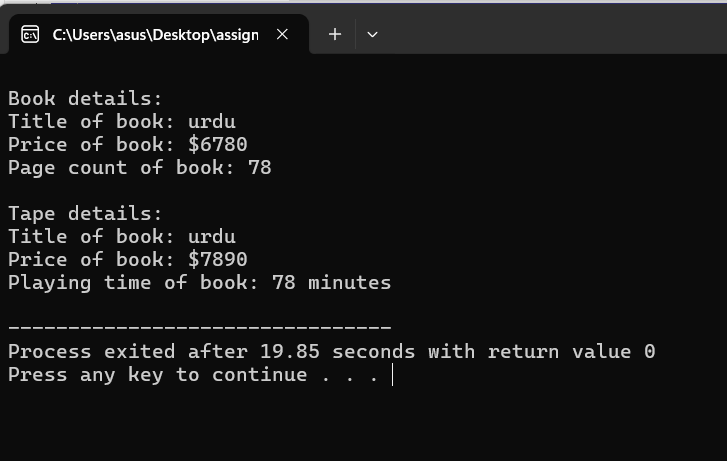 C:\Users\asus\Desktop\assign
Book details:
Title of book: urdu
Price of book: $6780
Page count of book: 78
Tape details:
Title of book: urdu
Price of book: $7890
Playing time of book: 78 minutes
--------------------------------
Process exited after 19.85 seconds with return value 0
Press any key to continue . . .